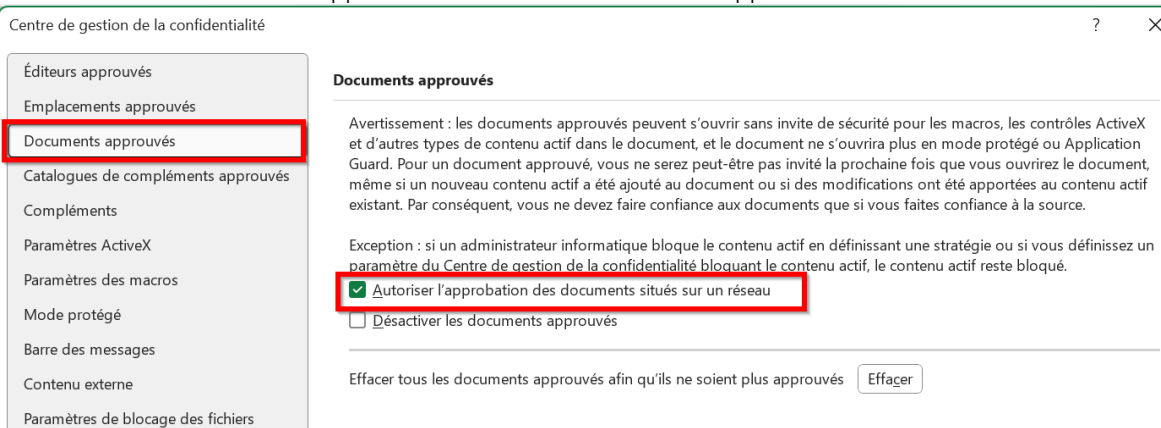 Centre de gestion de la confidentialité
?
Éditeurs approuvés
Emplacements approuvés
Documents approuvés
Catalogues de compléments approuvés
Compléments
Paramètres ActiveX
Paramètres des macros
Mode protégé
Barre des messages
Contenu externe
Paramètres de blocage des fichiers
Documents approuvés
Avertissement : les documents approuvés peuvent s’ouvrir sans invite de sécurité pour les macros, les contrôles ActiveX
et d’autres types de contenu actif dans le document, et le document ne s’ouvrira plus en mode protégé ou Application
Guard. Pour un document approuvé, vous ne serez peut-être pas invité la prochaine fois que vous ouvrirez le document,
même si un nouveau contenu actif a été ajouté au document ou si des modifications ont été apportées au contenu actif
existant. Par conséquent, vous ne devez faire confiance aux documents que si vous faites confiance à la source.
Exception : si un administrateur informatique bloque le contenu actif en définissant une stratégie ou si vous définissez un
paramètre du Centre de gestion de la confidentialité bloquant le contenu actif, le contenu actif reste bloqué.
Autoriser l’approbation des documents situés sur un réseau
Désactiver les documents approuvés
Effacer tous les documents approuvés afin qu’ils ne soient plus approuvés
Effacer